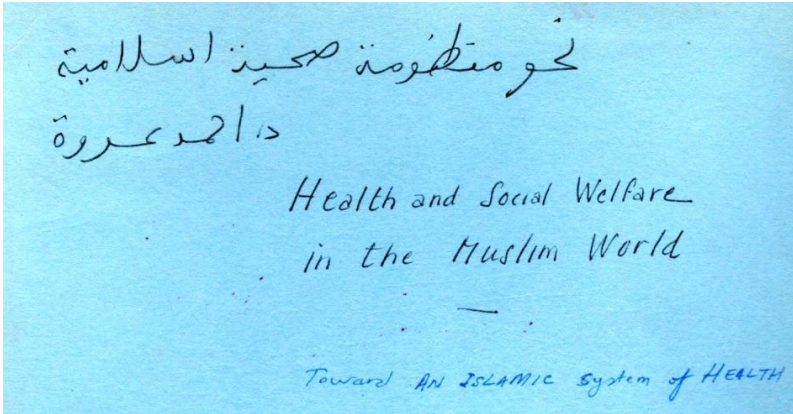 نحو منظومة صحية اسلامية
د. احمد عروة
Health and Social Welfare
in the Muslim World
Toward AN ISLAMIC System of HEALTH